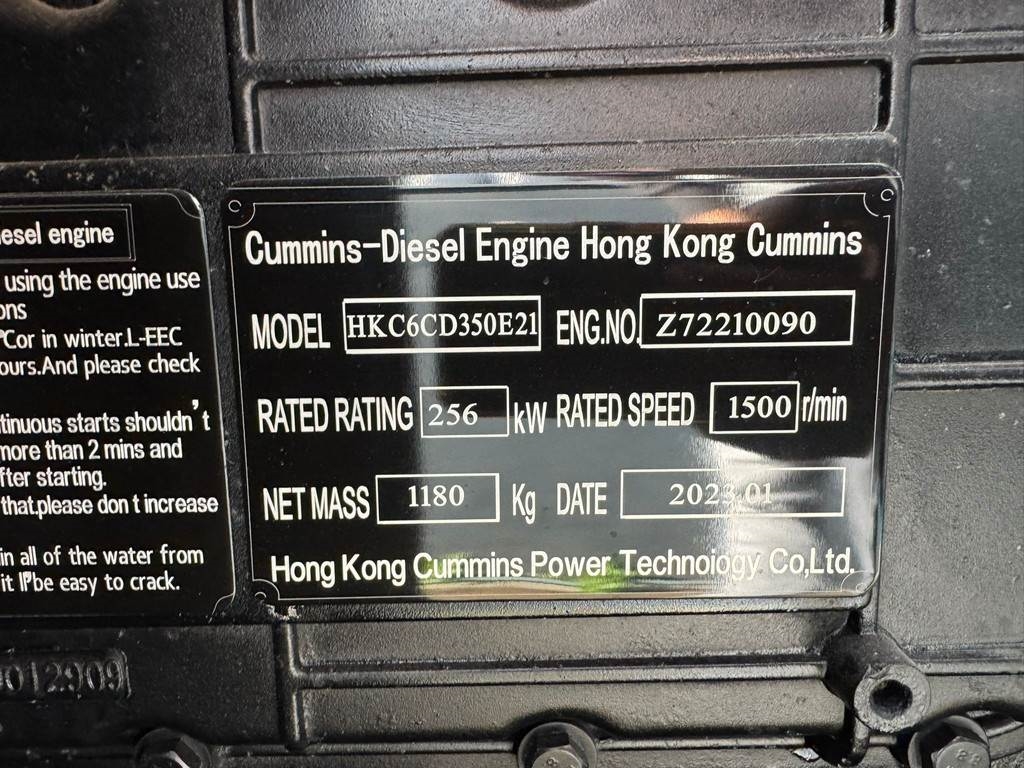 esel engine
using the engine use
ons
°Cor in winter.L-EEC
ours.And please check
tinuous starts shouldn't
more than 2 mins and
fter starting.
that,please don t increase
in all of the water from
be easy to crack.
Cummins-Diesel Engine Hong Kong Cummins
MODEL HKC6CD350E21 ENG.NO. Z72210090
RATED RATING 256 kW RATED SPEED 1500 r/min
NET MASS 1180 Kg DATE 2023.01
Hong Kong Cummins Power Technoiogy Co,Ltd.
012909
88